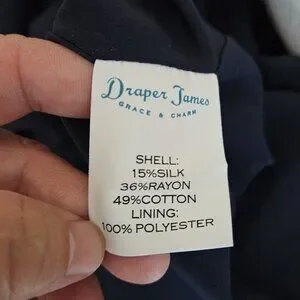 Draper James
GRACE & CHARM
SHELL:
15%SILK
36%RAYON
49%COTTON
LINING:
100% POLYESTER